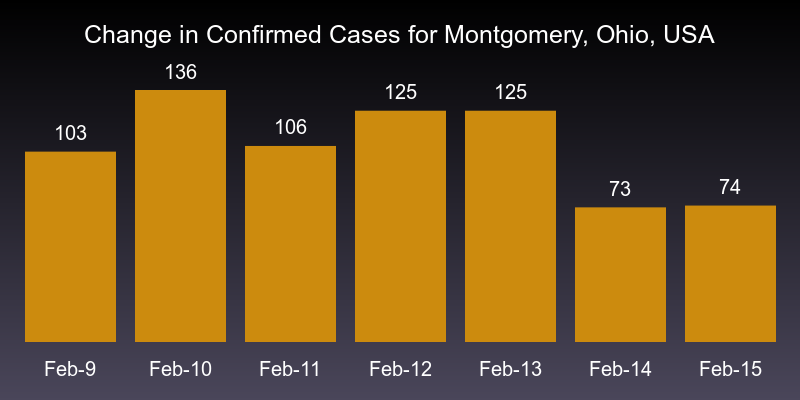 Change in Confirmed Cases for Montgomery, Ohio, USA
103
136
106
125
125
73
74
Feb-9
Feb-10
Feb-11
Feb-12
Feb-13
Feb-14
Feb-15